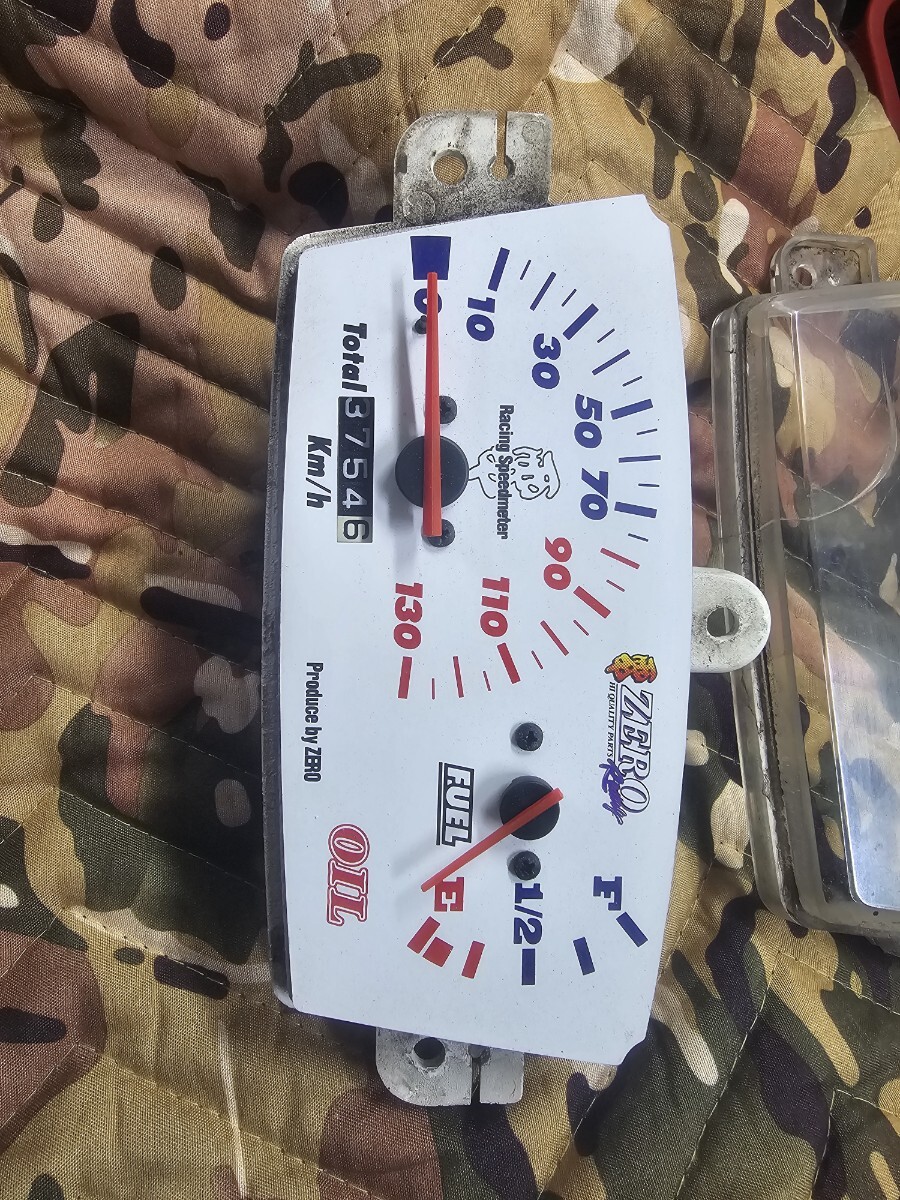 0
10
30
50
70
90
110
130
Racing Speedmeter
Total 37546
Km/h
ZERO
HI QUALITY PARTS
Racing
FUEL
E
1/2
F
Produce by ZERO
OIL